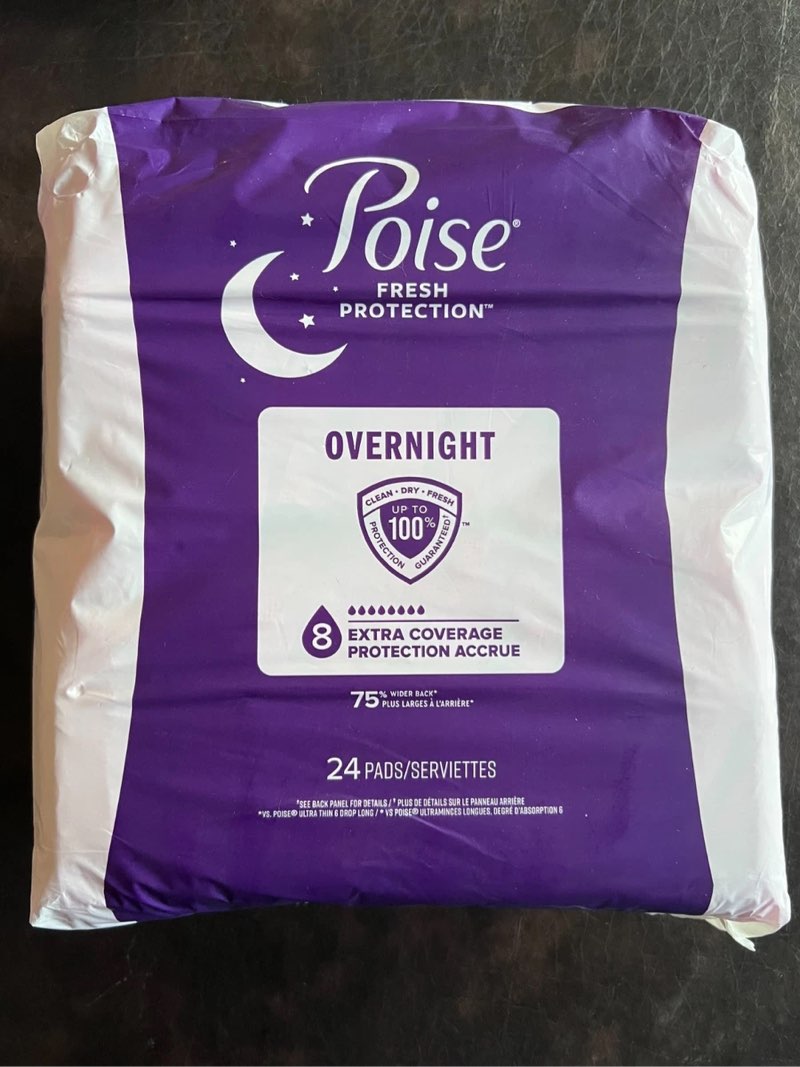 Poise®
FRESH
PROTECTION™
OVERNIGHT
CLEAN • DRY • FRESH
UP TO
100%
PROTECTION GUARANTEED† ™
8 EXTRA COVERAGE
PROTECTION ACCRUE
75% WIDER BACK*
PLUS LARGES À L'ARRIÈRE*
24 PADS/SERVIETTES
†SEE BACK PANEL FOR DETAILS / † PLUS DE DÉTAILS SUR LE PANNEAU ARRIÈRE
*VS. POISE® ULTRA THIN 6 DROP LONG / * VS POISE® ULTRAMINCES LONGUES, DEGRÉ D'ABSORPTION 6